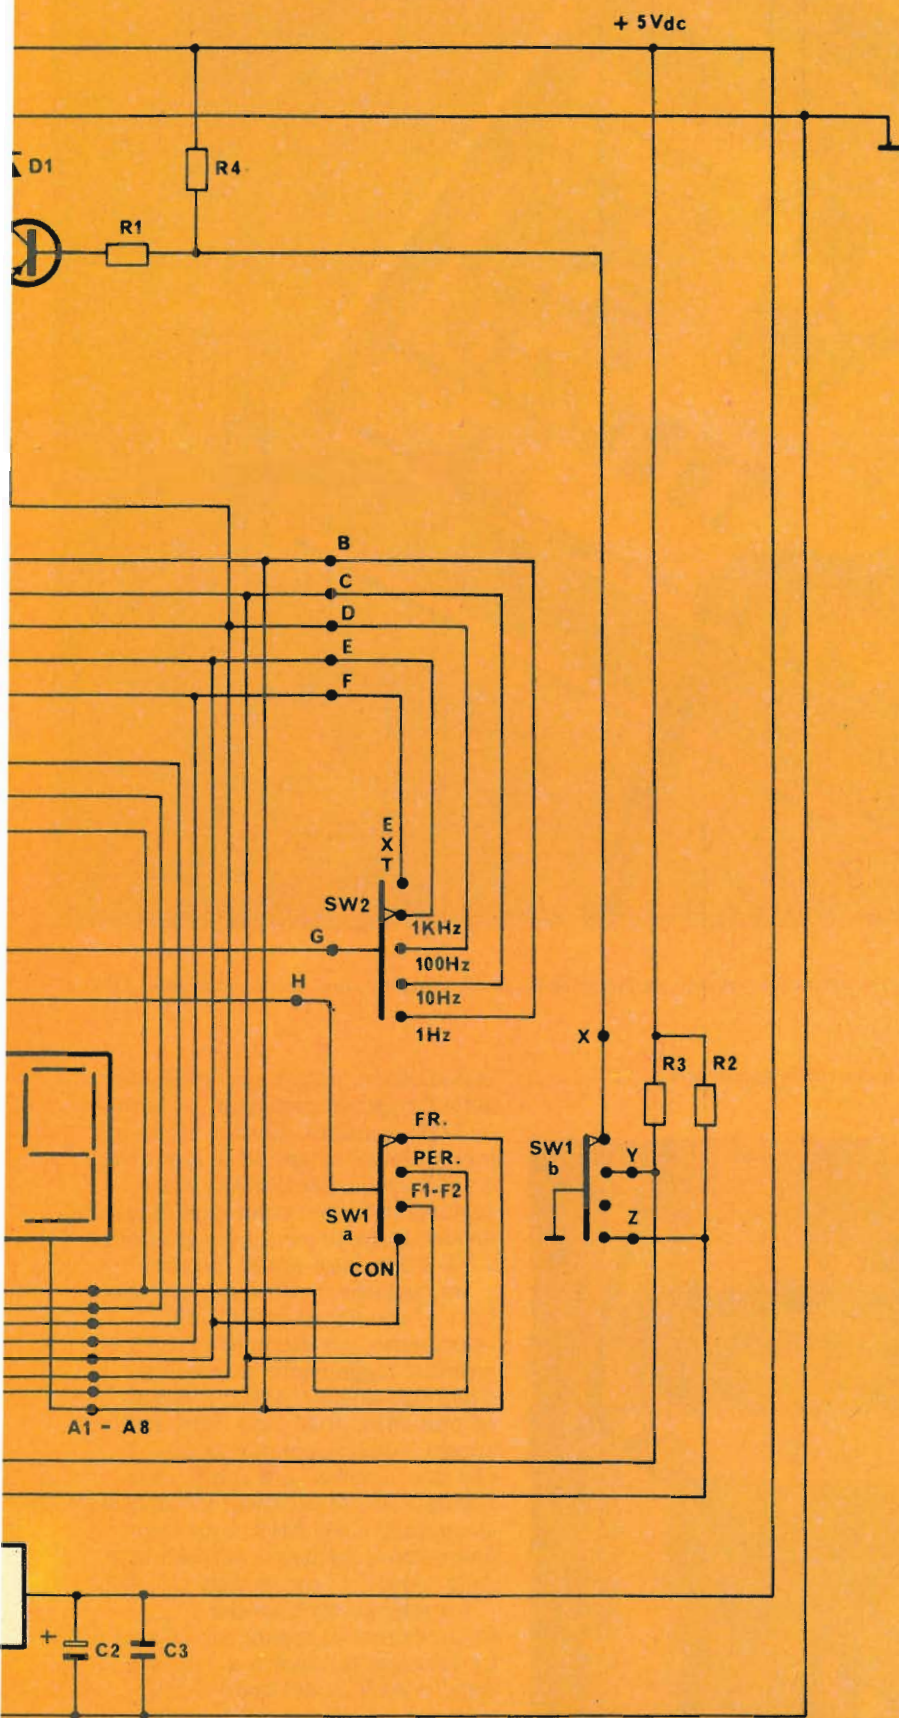 + 5Vdc
D1
R4
R1
B
C
D
E
F
EXT
SW2
1KHz
G
100Hz
H
10Hz
1Hz
X
R3
R2
FR.
SW1
b
PER.
Y
F1-F2
SW1
a
Z
CON
A1 - A8
+
C2
C3